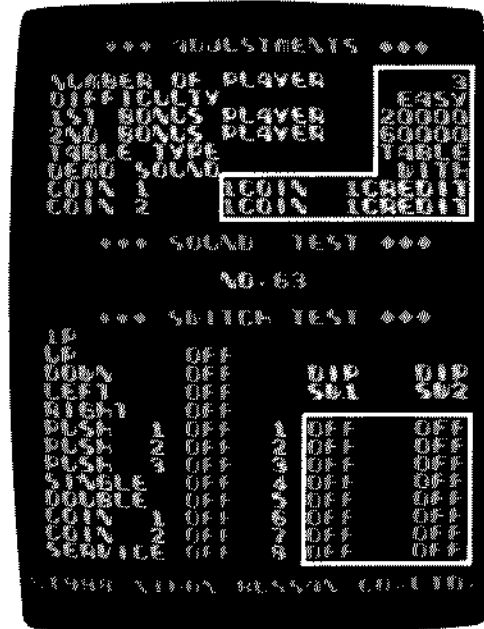 *** ADJUSTMENTS ***
NUMBER OF PLAYER 3
DIFFICULTY EASY
1ST BONUS PLAYER 20000
2ND BONUS PLAYER 60000
TABLE TYPE TABLE
DEMO SOUND WITH
COIN 1 1COIN 1CREDIT
COIN 2 1COIN 1CREDIT
*** SOUND TEST ***
NO.63
*** SWITCH TEST ***
1P
UP OFF
DOWN OFF DIP DIP
LEFT OFF SW1 SW2
RIGHT OFF
PUSH 1 OFF 1 OFF OFF
PUSH 2 OFF 2 OFF OFF
PUSH 3 OFF 3 OFF OFF
SINGLE OFF 4 OFF OFF
DOUBLE OFF 5 OFF OFF
COIN 1 OFF 6 OFF OFF
COIN 2 OFF 7 OFF OFF
SERVICE OFF 8 OFF OFF
CO.LTD.